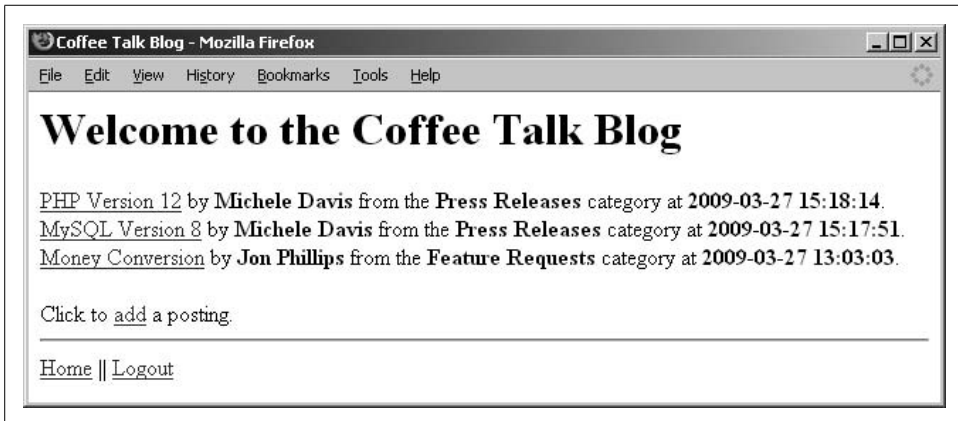 Coffee Talk Blog - Mozilla Firefox
File Edit View History Bookmarks Tools Help
Welcome to the Coffee Talk Blog
PHP Version 12 by Michele Davis from the Press Releases category at 2009-03-27 15:18:14.
MySQL Version 8 by Michele Davis from the Press Releases category at 2009-03-27 15:17:51.
Money Conversion by Jon Phillips from the Feature Requests category at 2009-03-27 13:03:03.
Click to add a posting.
Home || Logout